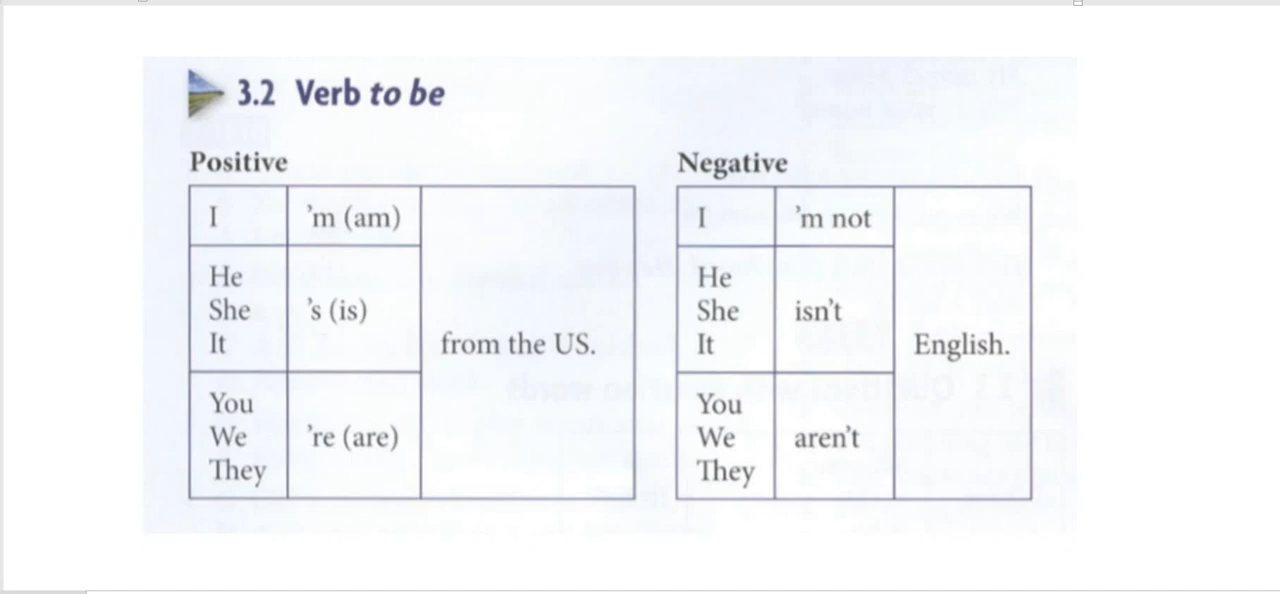 3.2 Verb to be
Positive
I 'm (am)
He
She 's (is)
It
from the US.
You
We 're (are)
They
Negative
I 'm not
He
She isn't
It
English.
You
We aren't
They